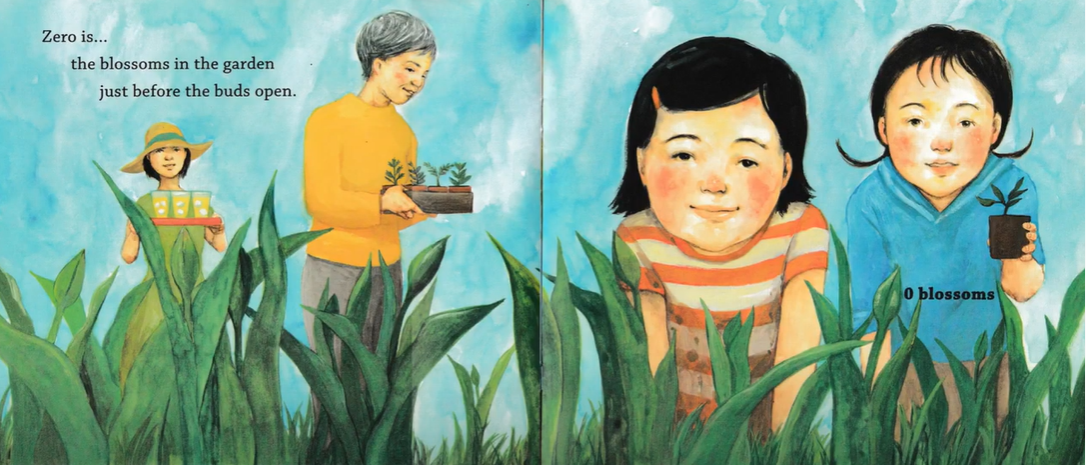 Zero is...
the blossoms in the garden
just before the buds open.
0 blossoms